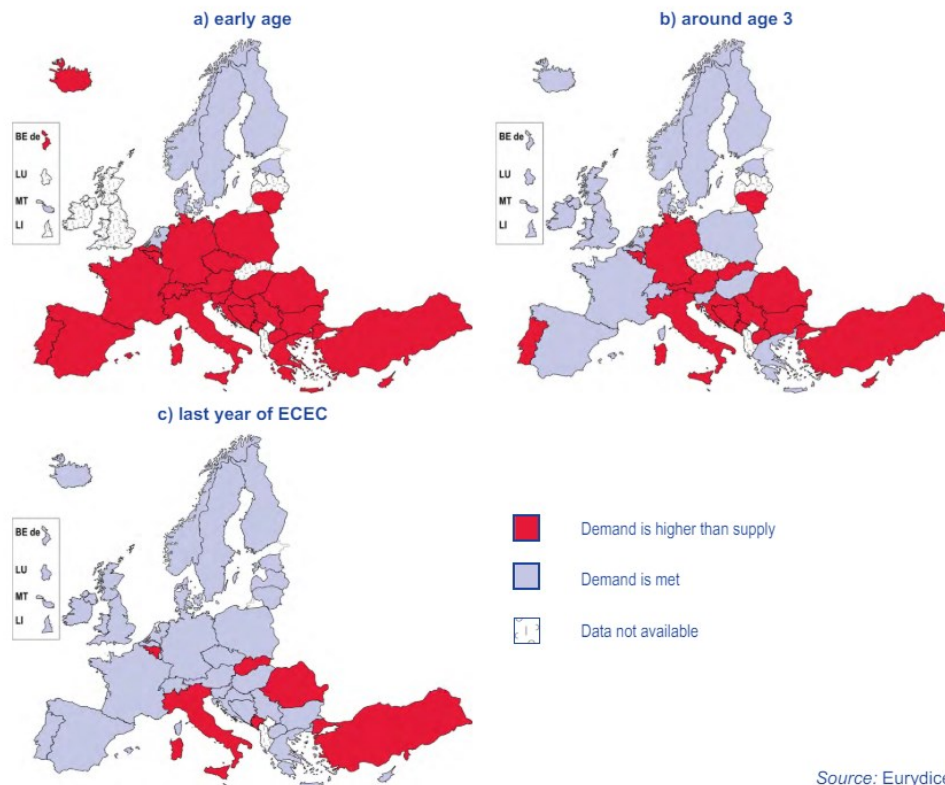 a) early age
b) around age 3
BE de
LU
MT
LI
BE de
LU
MT
LI
c) last year of ECEC
BE de
LU
MT
LI
Demand is higher than supply
Demand is met
Data not available
Source: Eurydice